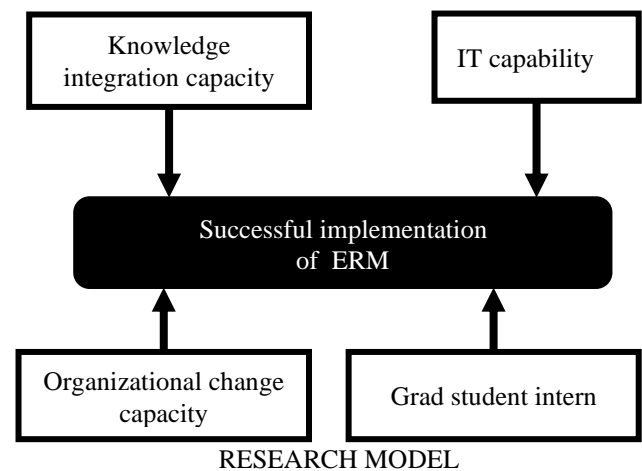 Knowledge
integration capacity
IT capability
Successful implementation
of ERM
Organizational change
capacity
Grad student intern
RESEARCH MODEL